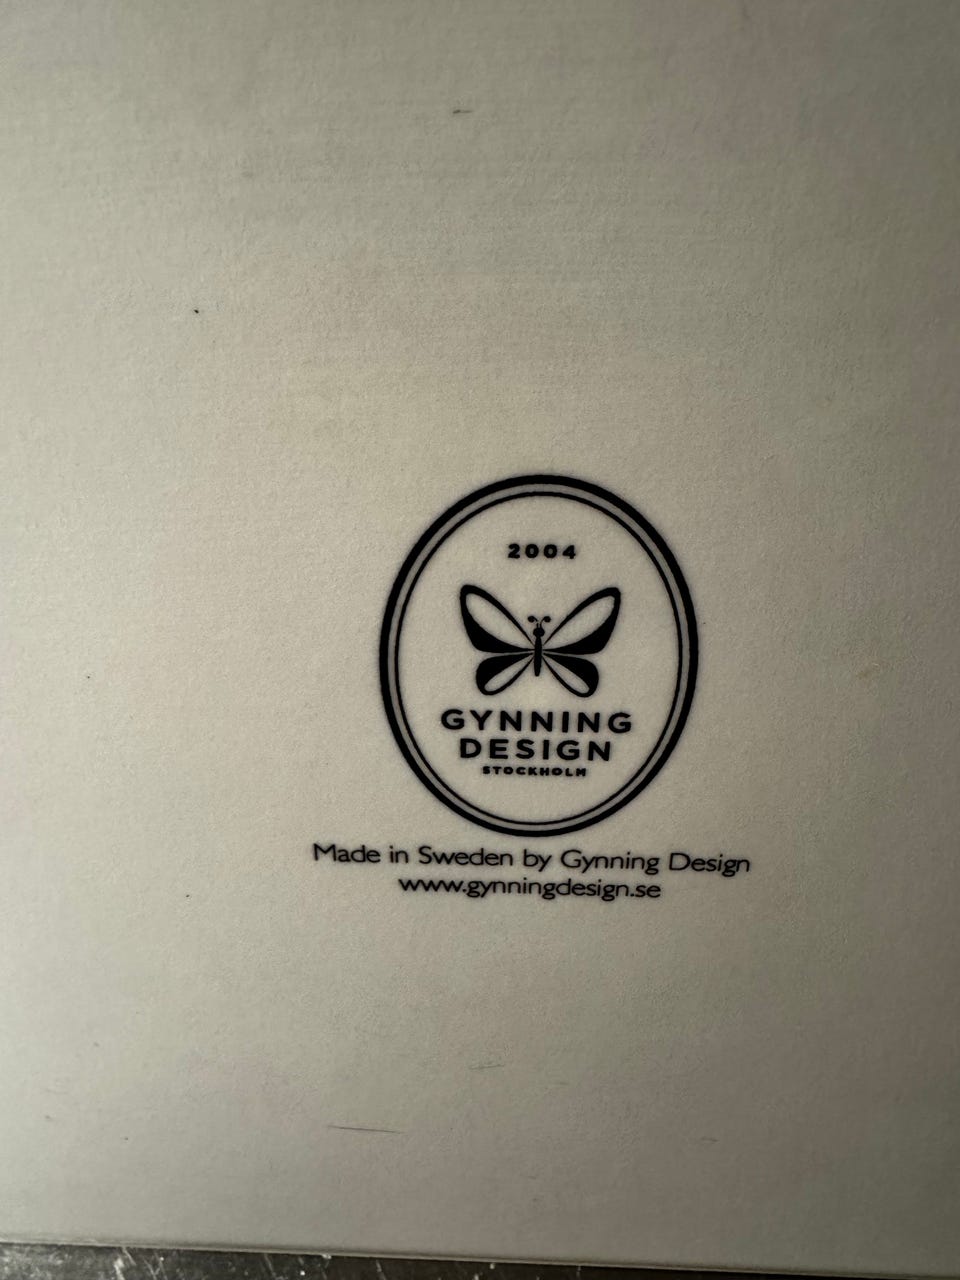 2004
GYNNING
DESIGN
STOCKHOLM
Made in Sweden by Gynning Design
www.gynningdesign.se